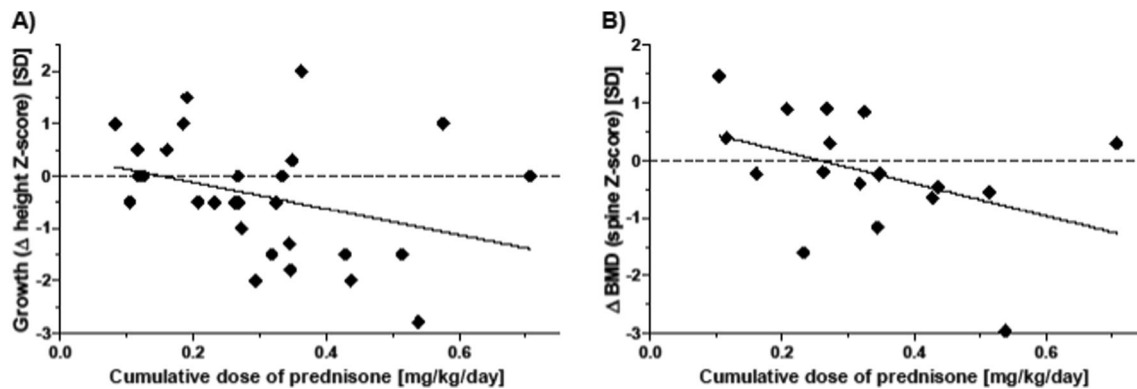 A)
Growth (Δ height Z-score) [SD]
2
1
0
-1
-2
-3
0.0 0.2 0.4 0.6
Cumulative dose of prednisone [mg/kg/day]
B)
Δ BMD (spine Z-score) [SD]
2
1
0
-1
-2
-3
0.0 0.2 0.4 0.6
Cumulative dose of prednisone [mg/kg/day]